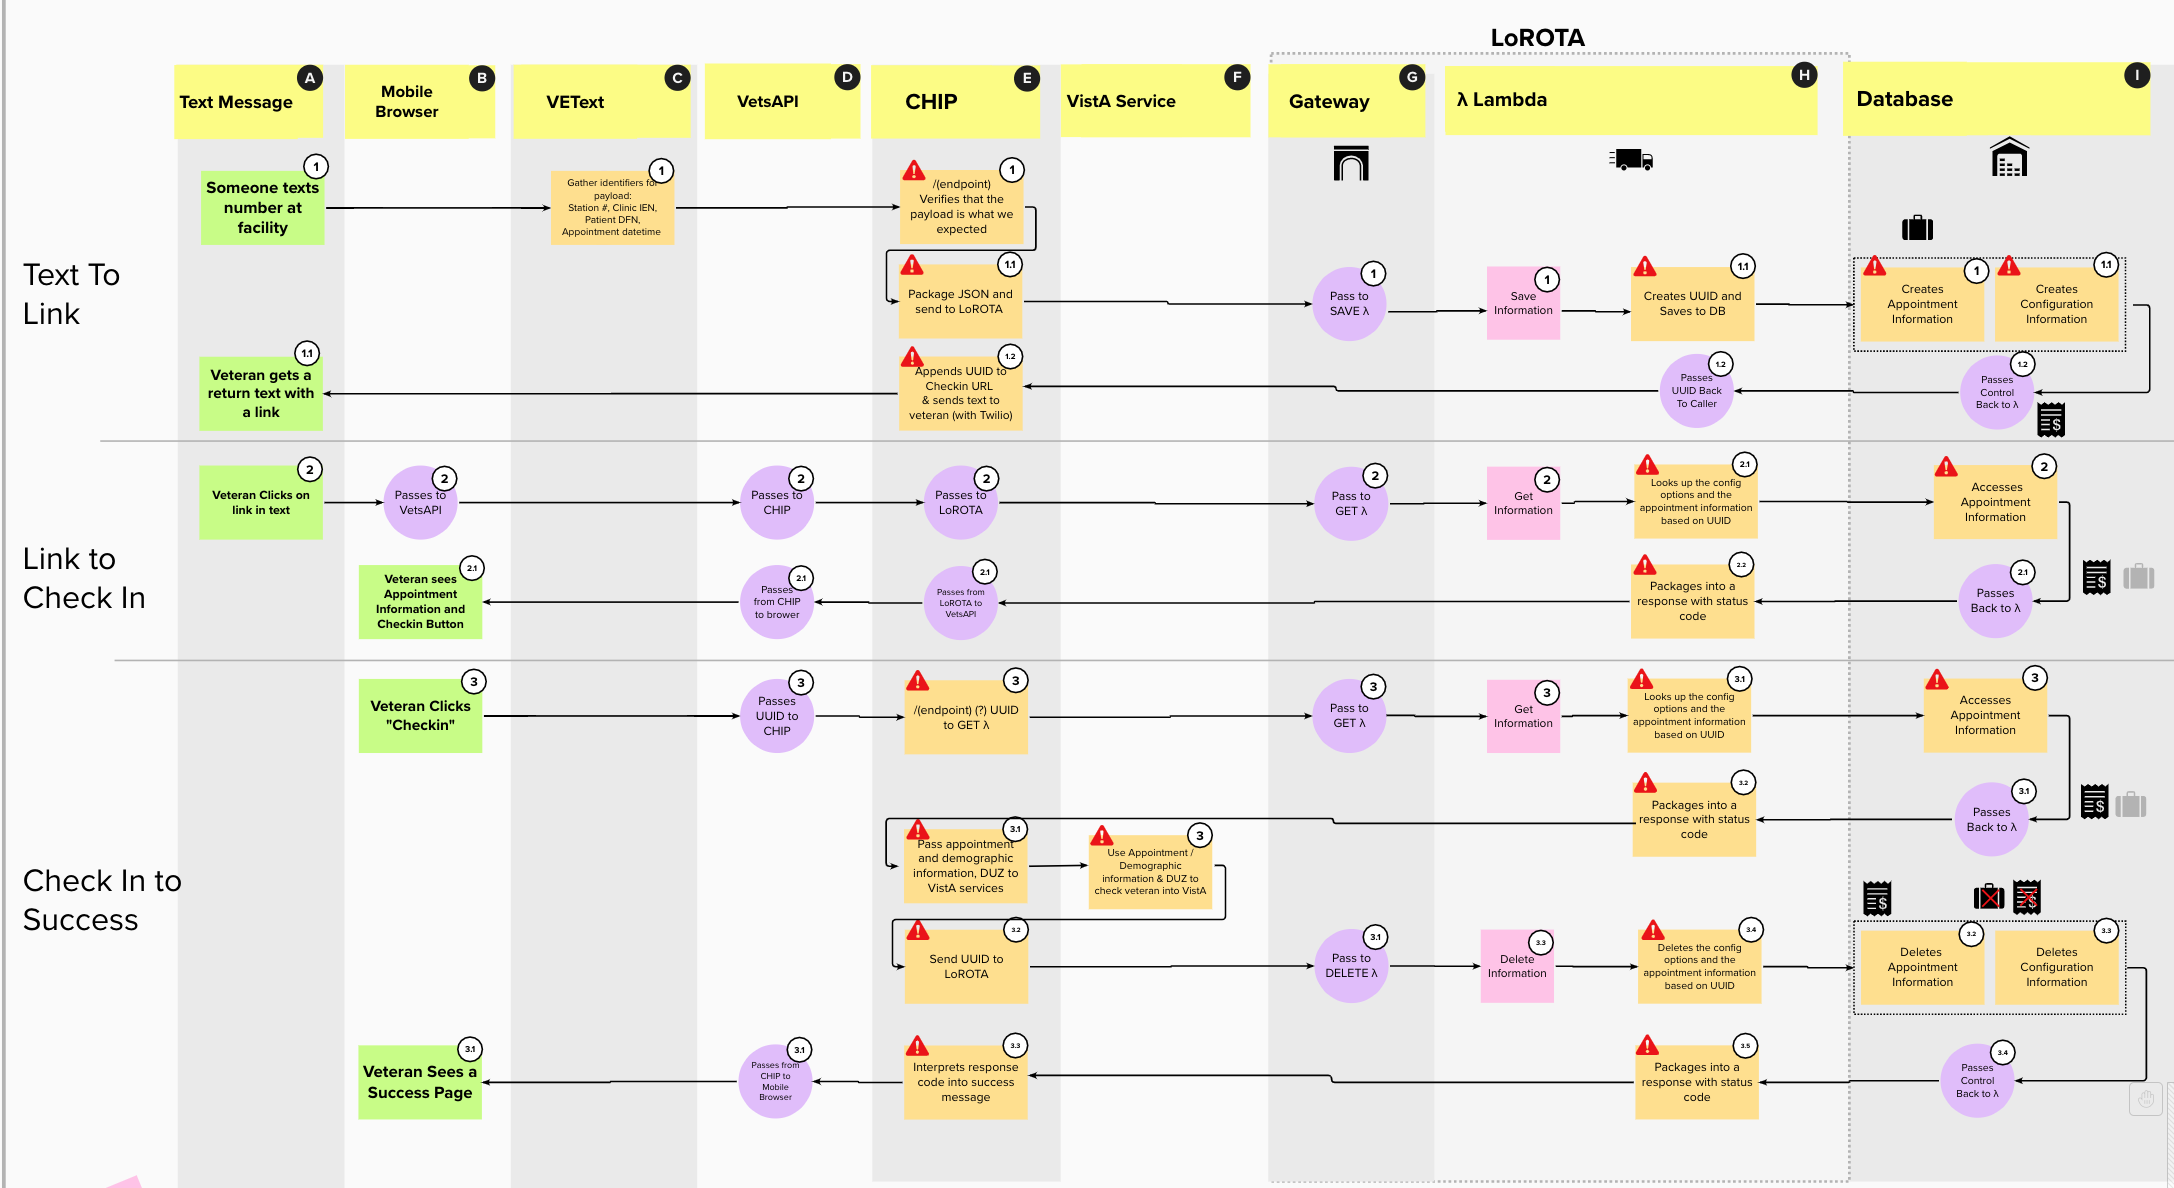 LoROTA
A
B
C
D
E
F
G
H
I
Text Message
Mobile
Browser
VEText
VetsAPI
CHIP
VistA Service
Gateway
λ Lambda
Database
Text To
Link
1
Someone texts
number at
facility
1
Gather identifiers for
payload:
Station #, Clinic IEN,
Patient DFN,
Appointment datetime
1
/(endpoint)
Verifies that the
payload is what we
expected
1.1
Package JSON and
send to LoROTA
1
Pass to
SAVE λ
1
Save
Information
1.1
Creates UUID and
Saves to DB
1
Creates
Appointment
Information
1.1
Creates
Configuration
Information
1.1
Veteran gets a
return text with
a link
1.2
Appends UUID to
Checkin URL
& sends text to
veteran (with Twilio)
1.2
Passes
UUID Back
To Caller
1.2
Passes
Control
Back to λ
$
Link to
Check In
2
Veteran Clicks on
link in text
2
Passes to
VetsAPI
2
Passes to
CHIP
2
Passes to
LoROTA
2
Pass to
GET λ
2
Get
Information
2.1
Looks up the config
options and the
appointment information
based on UUID
2
Accesses
Appointment
Information
2.1
Veteran sees
Appointment
Information and
Checkin Button
2.1
Passes
from CHIP
to brower
2.1
Passes from
LoROTA to
VetsAPI
2.2
Packages into a
response with status
code
2.1
Passes
Back to λ
$
Check In to
Success
3
Veteran Clicks
"Checkin"
3
Passes
UUID to
CHIP
3
/(endpoint) (?) UUID
to GET λ
3
Pass to
GET λ
3
Get
Information
3.1
Looks up the config
options and the
appointment information
based on UUID
3
Accesses
Appointment
Information
3.1
Pass appointment
and demographic
information, DUZ to
VistA services
3
Use Appointment /
Demographic
information & DUZ to
check veteran into VistA
3.2
Packages into a
response with status
code
3.1
Passes
Back to λ
$
3.2
Send UUID to
LoROTA
3.1
Pass to
DELETE λ
3.3
Delete
Information
3.4
Deletes the config
options and the
appointment information
based on UUID
$
$
3.2
Deletes
Appointment
Information
3.3
Deletes
Configuration
Information
3.1
Veteran Sees a
Success Page
3.1
Passes from
CHIP to
Mobile
Browser
3.3
Interprets response
code into success
message
3.5
Packages into a
response with status
code
3.4
Passes
Control
Back to λ